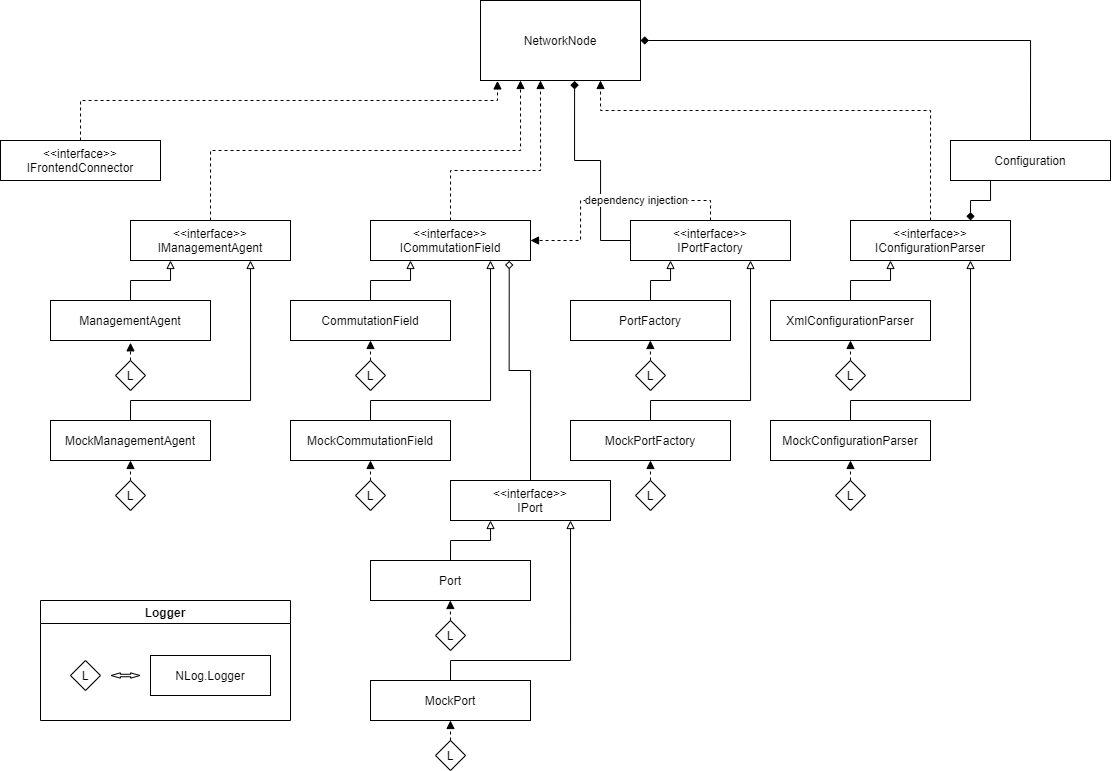 NetworkNode
<<interface>>
IFrontendConnector
Configuration
dependency injection
<<interface>>
IManagementAgent
<<interface>>
ICommutationField
<<interface>>
IPortFactory
<<interface>>
IConfigurationParser
ManagementAgent
CommutationField
PortFactory
XmlConfigurationParser
L
L
L
L
MockManagementAgent
MockCommutationField
MockPortFactory
MockConfigurationParser
L
L
L
L
<<interface>>
IPort
Port
L
Logger
L
NLog.Logger
MockPort
L